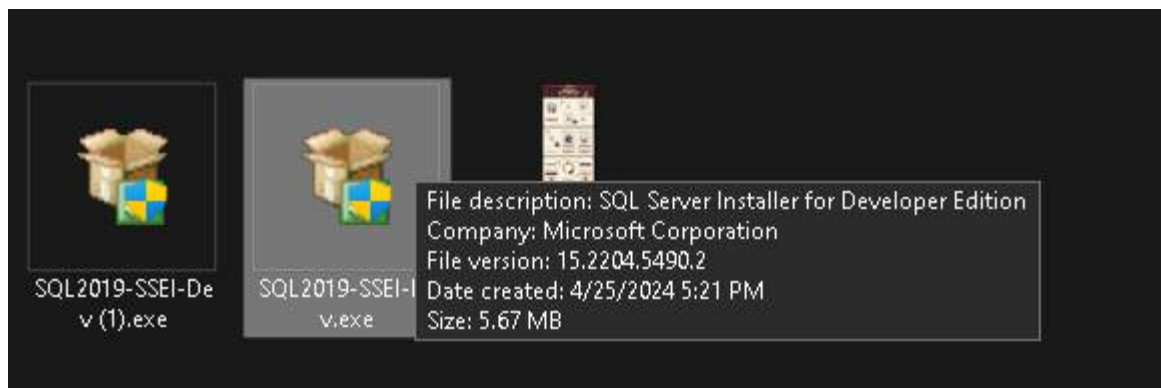 SQL2019-SSEI-De
v (1).exe
SQL2019-SSEI-
v.exe
File description: SQL Server Installer for Developer Edition
Company: Microsoft Corporation
File version: 15.2204.5490.2
Date created: 4/25/2024 5:21 PM
Size: 5.67 MB